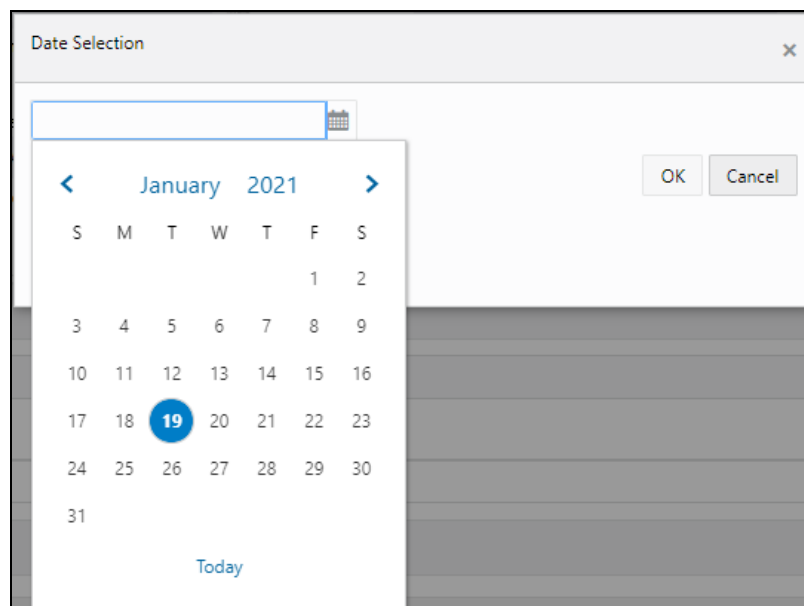 Date Selection ×
OK Cancel
January 2021
S M T W T F S
1 2
3 4 5 6 7 8 9
10 11 12 13 14 15 16
17 18 19 20 21 22 23
24 25 26 27 28 29 30
31
Today